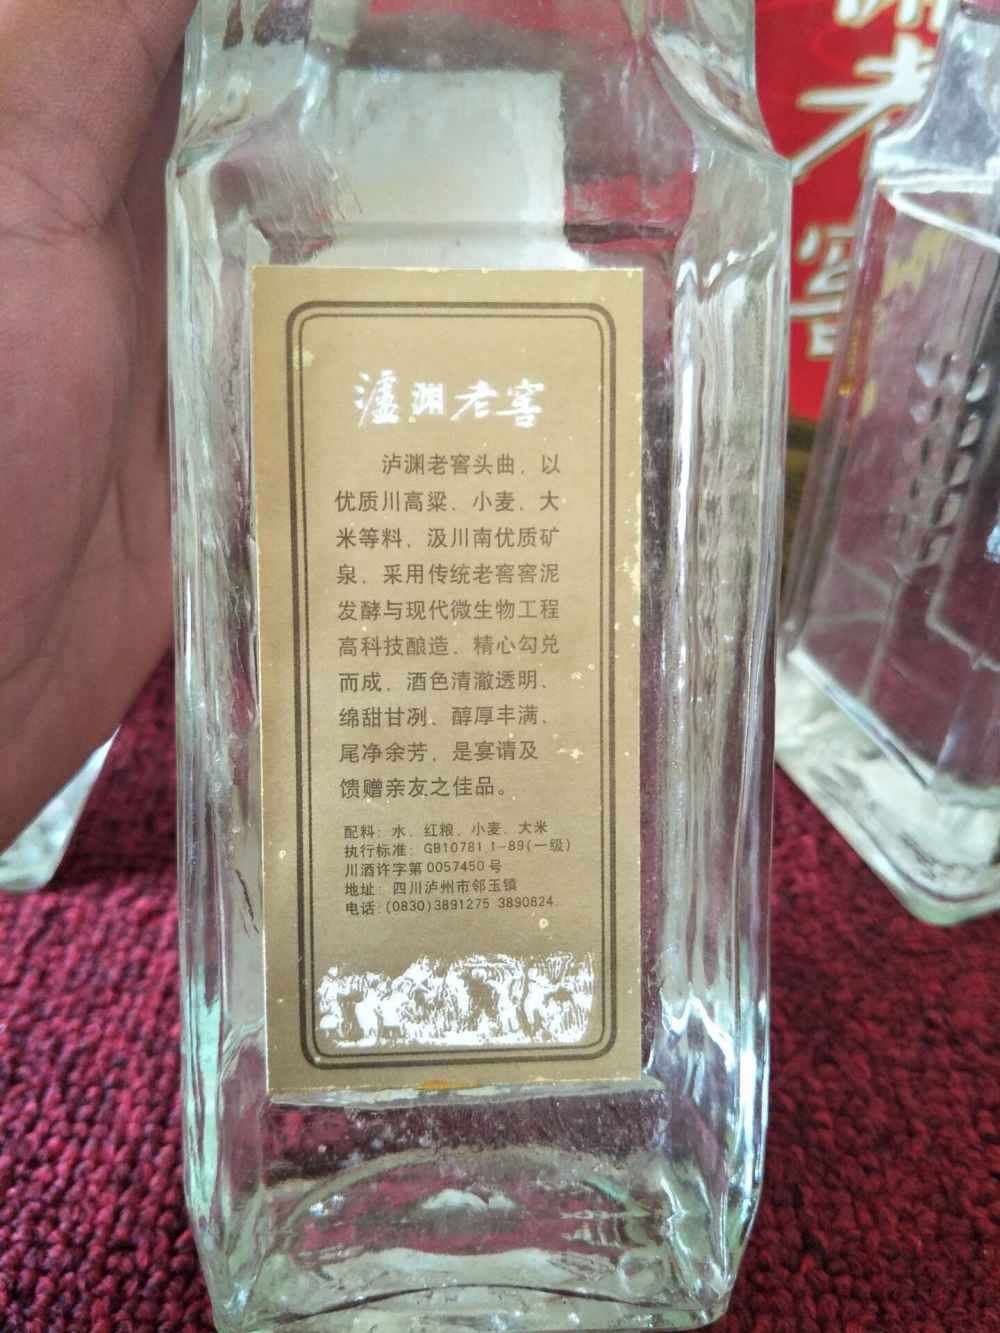 瀘渊老窖
泸渊老窖头曲，以
优质川高粱、小麦、大
米等料，汲川南优质矿
泉，采用传统老窖窖泥
发酵与现代微生物工程
高科技酿造、精心勾兑
而成，酒色清澈透明、
绵甜甘冽、醇厚丰满、
尾净余芳，是宴请及
馈赠亲友之佳品。
配料：水、红粮、小麦、大米
执行标准：GB10781.1-89(一级)
川酒许字第0057450号
地址：四川泸州市邻玉镇
电话：(0830)3891275 3890824
渊老窖